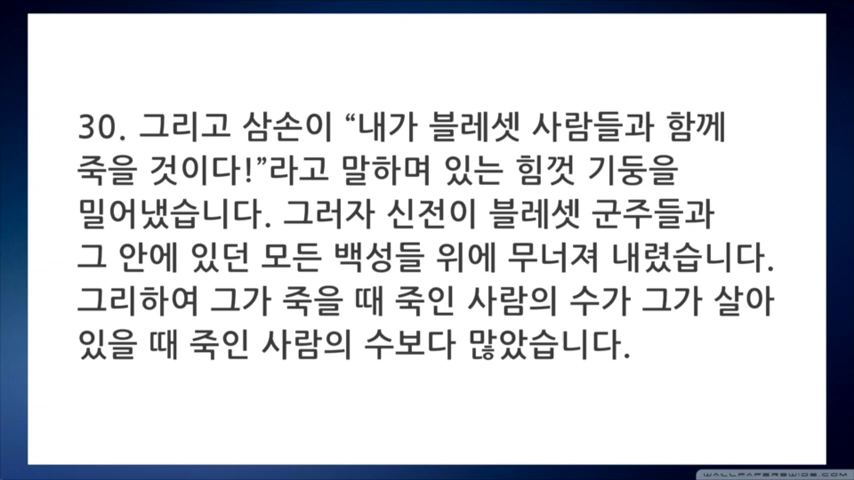 30. 그리고 삼손이 “내가 블레셋 사람들과 함께
죽을 것이다!”라고 말하며 있는 힘껏 기둥을
밀어냈습니다. 그러자 신전이 블레셋 군주들과
그 안에 있던 모든 백성들 위에 무너져 내렸습니다.
그리하여 그가 죽을 때 죽인 사람의 수가 그가 살아
있을 때 죽인 사람의 수보다 많았습니다.
WALLPAPERSWIDE.COM